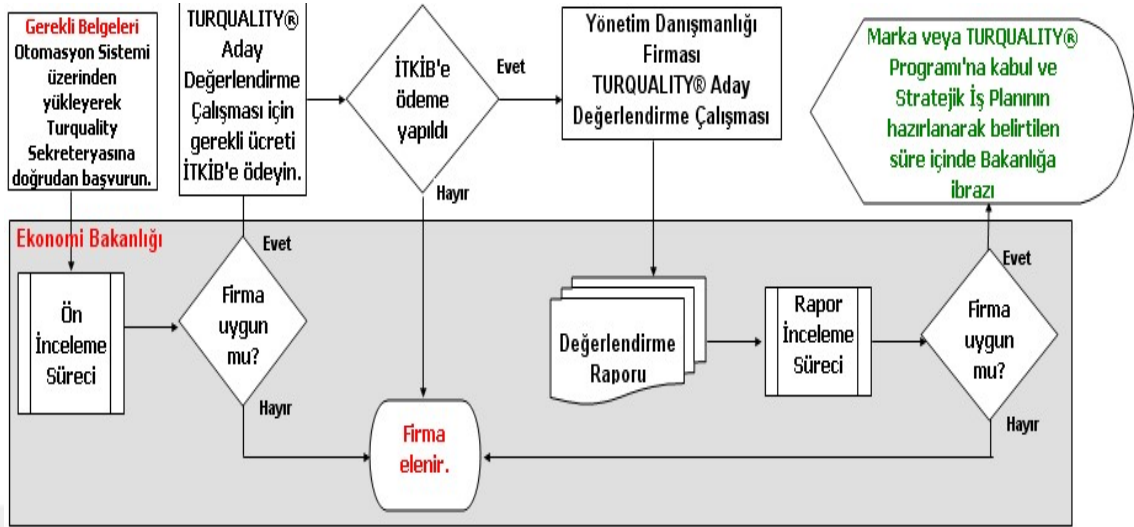 Gerekli Belgeleri
Otomasyon Sistemi
üzerinden
yükleyerek
Turquality
Sekreteryasına
doğrudan başvurun.
TURQUALITY®
Aday
Değerlendirme
Çalışması için
gerekli ücreti
İTKİB'e ödeyin.
İTKİB'e
ödeme
yapıldı
Evet
Hayır
Yönetim Danışmanlığı
Firması
TURQUALITY® Aday
Değerlendirme Çalışması
Marka veya TURQUALITY®
Programı'na kabul ve
Stratejik İş Planının
hazırlanarak belirtilen
süre içinde Bakanlığa
ibrazı
Ekonomi Bakanlığı
Ön
İnceleme
Süreci
Evet
Firma
uygun
mu?
Hayır
Firma
elenir.
Değerlendirme
Raporu
Rapor
İnceleme
Süreci
Evet
Firma
uygun
mu?
Hayır